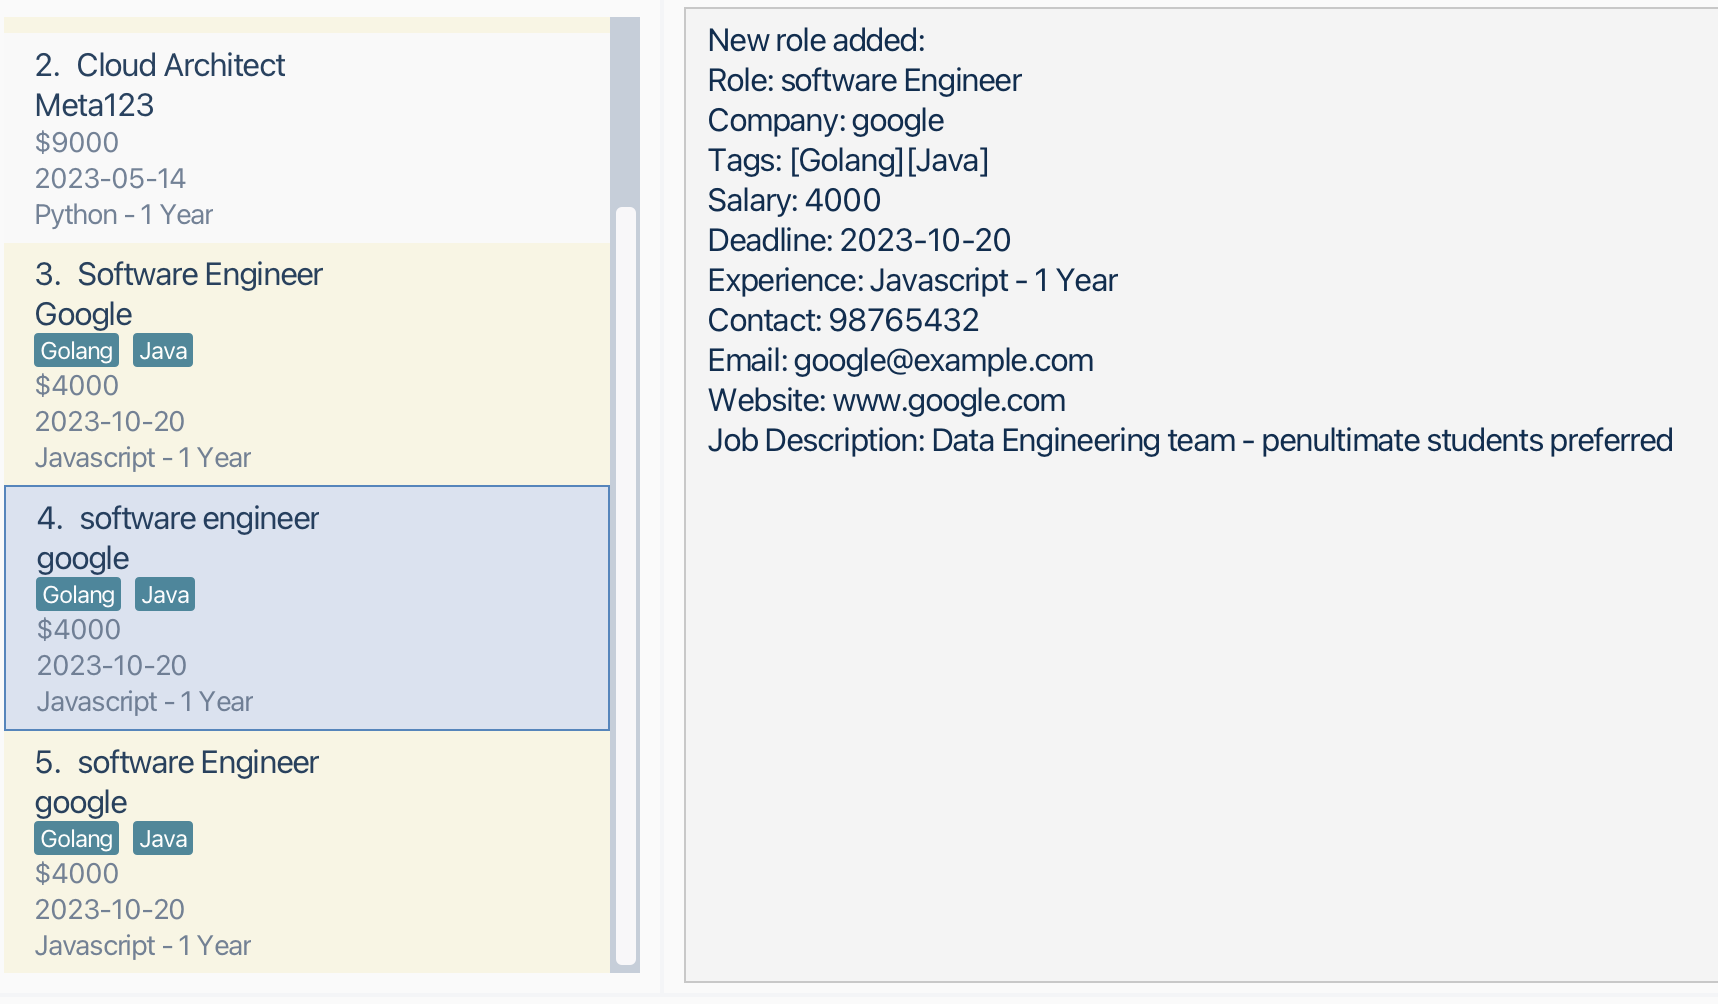 2. Cloud Architect
Meta123
$9000
2023-05-14
Python - 1 Year
3. Software Engineer
Google
Golang Java
$4000
2023-10-20
Javascript - 1 Year
4. software engineer
google
Golang Java
$4000
2023-10-20
Javascript - 1 Year
5. software Engineer
google
Golang Java
$4000
2023-10-20
Javascript - 1 Year
New role added:
Role: software Engineer
Company: google
Tags: [Golang][Java]
Salary: 4000
Deadline: 2023-10-20
Experience: Javascript - 1 Year
Contact: 98765432
Email: google@example.com
Website: www.google.com
Job Description: Data Engineering team - penultimate students preferred